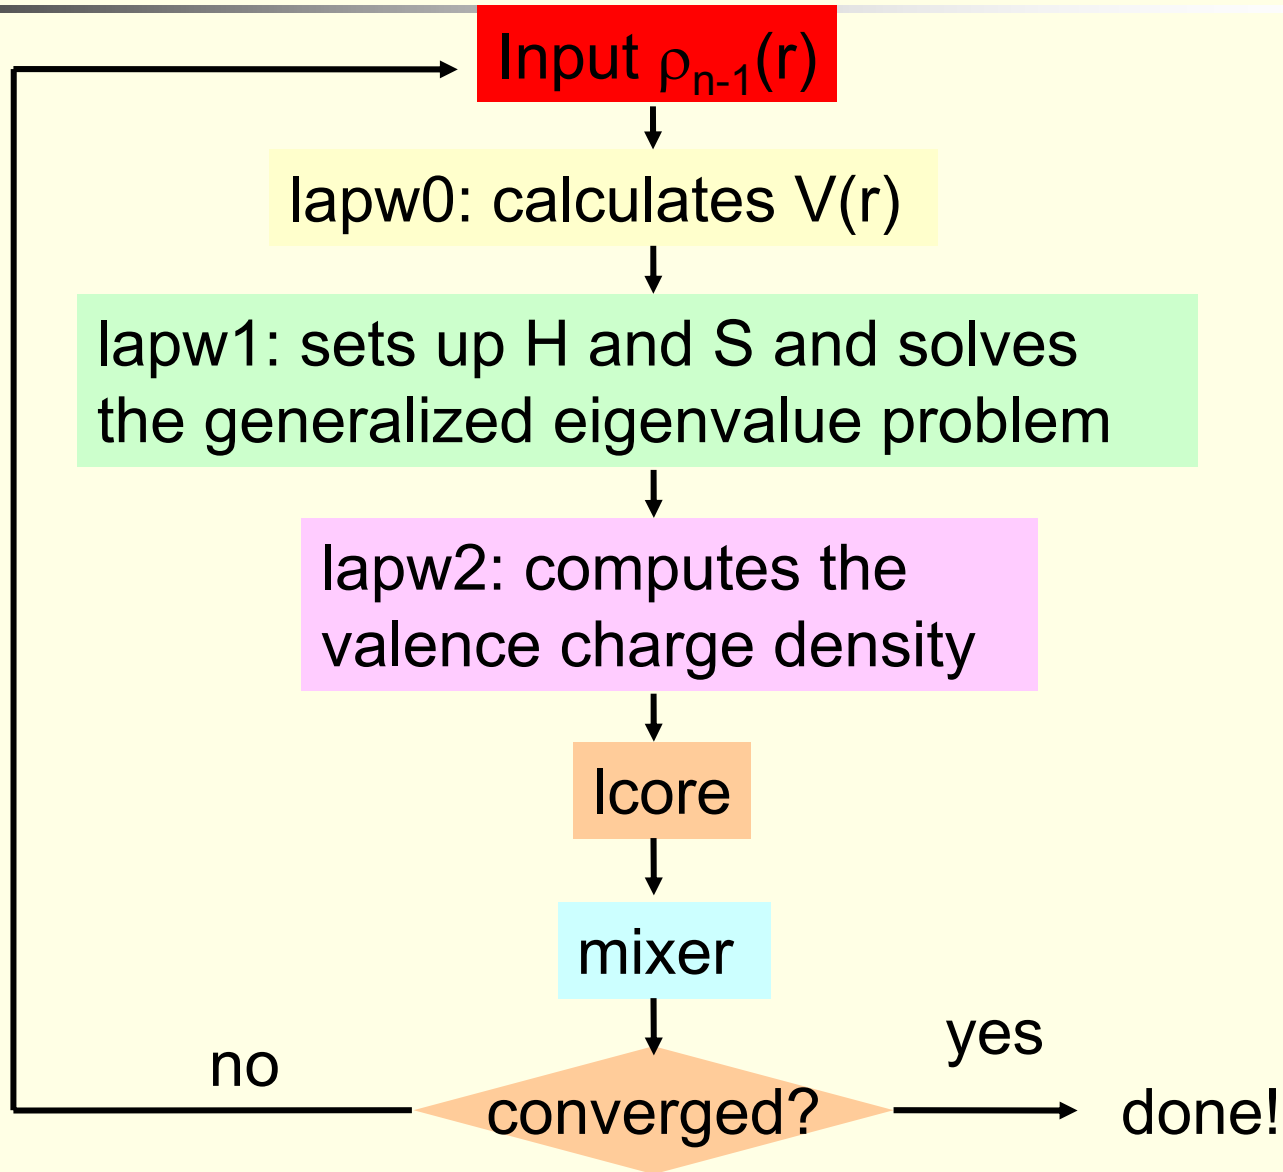 Input ρₙ₋₁(r)
lapw0: calculates V(r)
lapw1: sets up H and S and solves
the generalized eigenvalue problem
lapw2: computes the
valence charge density
lcore
mixer
no
yes
converged?
done!